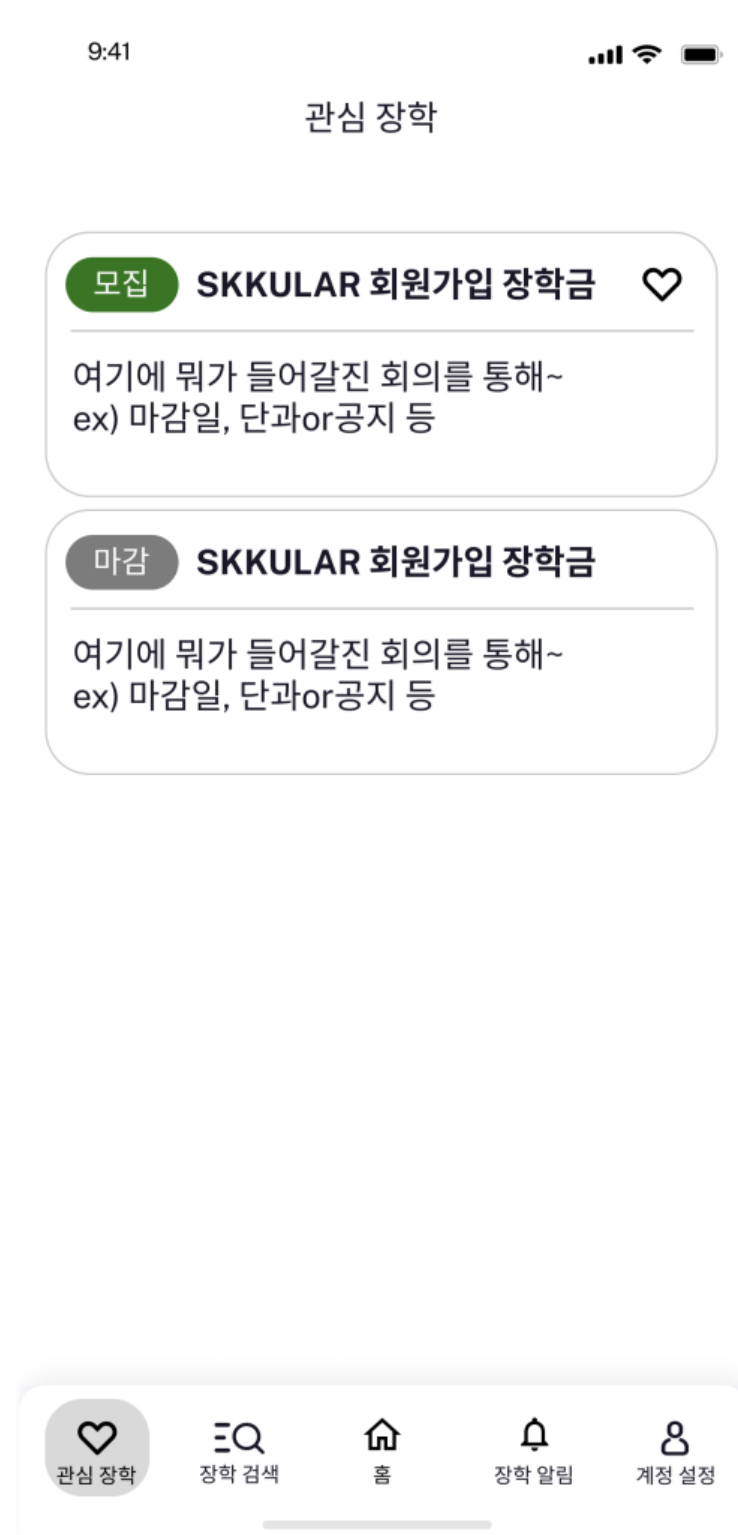 9:41
관심 장학
모집 SKKULAR 회원가입 장학금
여기에 뭐가 들어갈진 회의를 통해~
ex) 마감일, 단과or공지 등
마감 SKKULAR 회원가입 장학금
여기에 뭐가 들어갈진 회의를 통해~
ex) 마감일, 단과or공지 등
관심 장학 장학 검색 홈 장학 알림 계정 설정